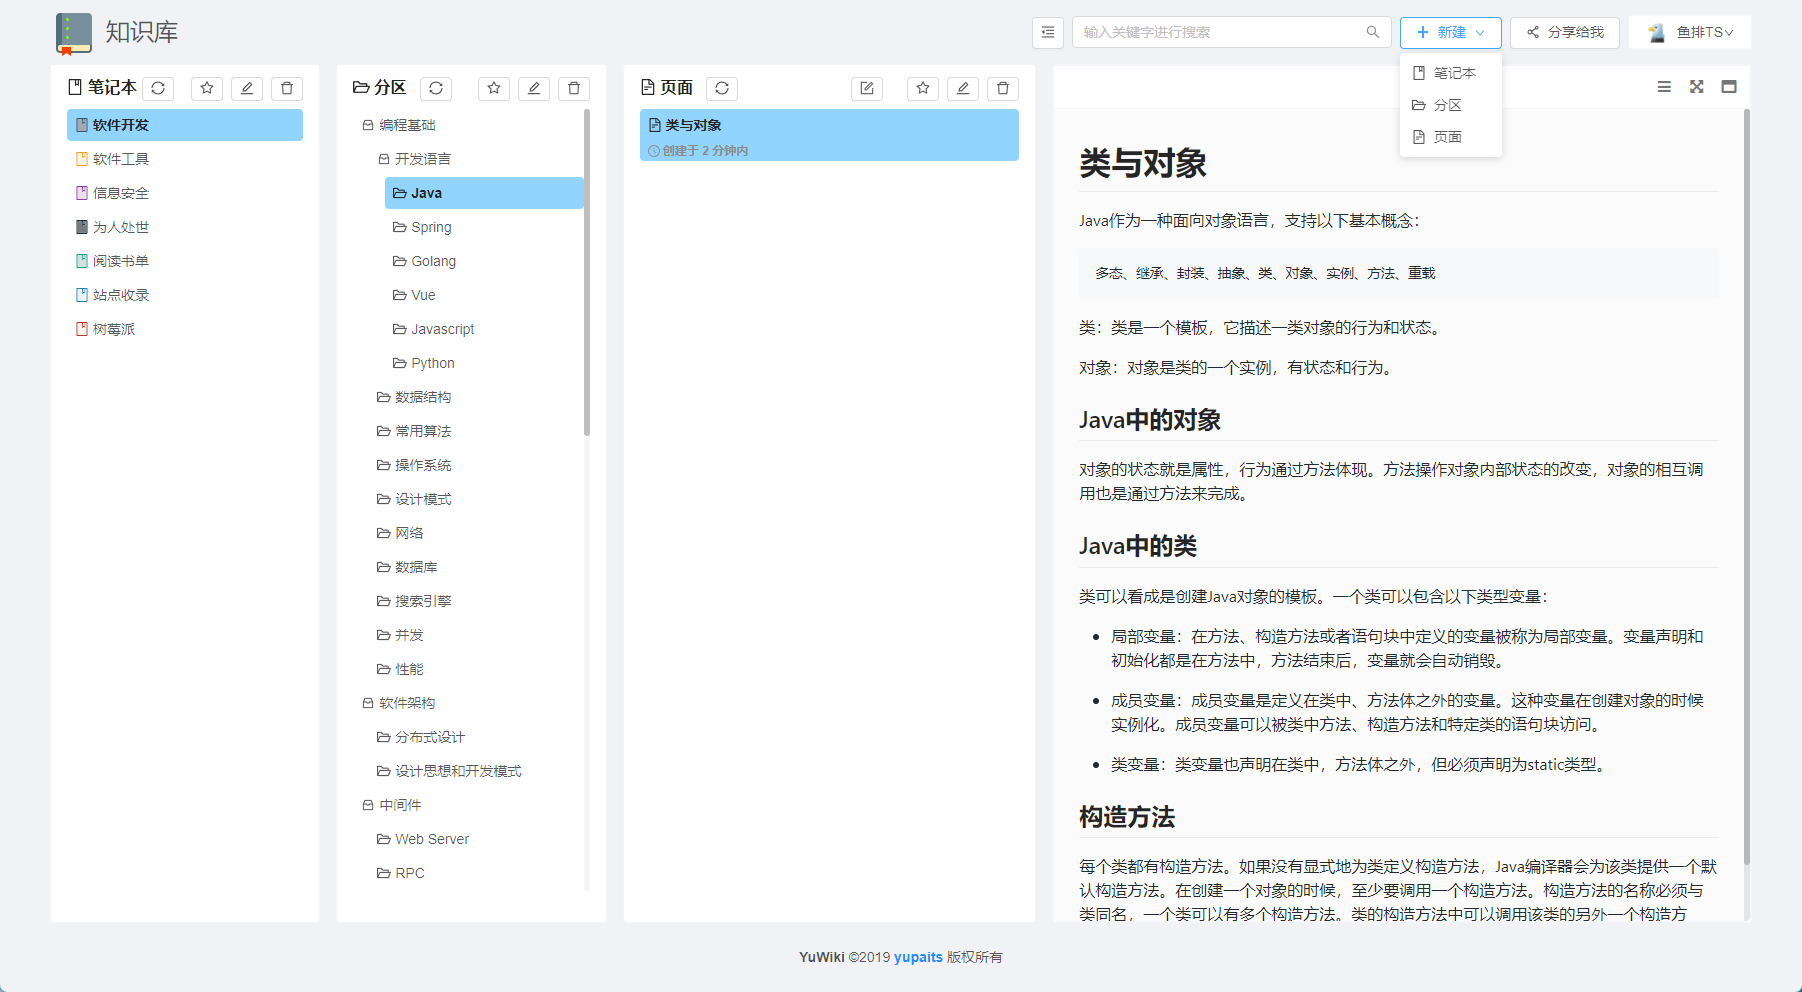 知识库
输入关键字进行搜索
新建
分享给我
鱼排TS
笔记本
分区
页面
笔记本
软件开发
软件工具
信息安全
为人处世
阅读书单
站点收录
树莓派
分区
编程基础
开发语言
Java
Spring
Golang
Vue
Javascript
Python
数据结构
常用算法
操作系统
设计模式
网络
数据库
搜索引擎
并发
性能
软件架构
分布式设计
设计思想和开发模式
中间件
Web Server
RPC
页面
类与对象
创建于 2 分钟内
类与对象
Java作为一种面向对象语言，支持以下基本概念：
多态、继承、封装、抽象、类、对象、实例、方法、重载
类：类是一个模板，它描述一类对象的行为和状态。
对象：对象是类的一个实例，有状态和行为。
Java中的对象
对象的状态就是属性，行为通过方法体现。方法操作对象内部状态的改变，对象的相互调
用也是通过方法来完成。
Java中的类
类可以看成是创建Java对象的模板。一个类可以包含以下类型变量：
局部变量：在方法、构造方法或者语句块中定义的变量被称为局部变量。变量声明和
初始化都是在方法中，方法结束后，变量就会自动销毁。
成员变量：成员变量是定义在类中、方法体之外的变量。这种变量在创建对象的时候
实例化。成员变量可以被类中方法、构造方法和特定类的语句块访问。
类变量：类变量也声明在类中，方法体之外，但必须声明为static类型。
构造方法
每个类都有构造方法。如果没有显式地为类定义构造方法，Java编译器会为该类提供一个默
认构造方法。在创建一个对象的时候，至少要调用一个构造方法。构造方法的名称必须与
类同名，一个类可以有多个构造方法。类的构造方法中可以调用该类的另外一个构造方
YuWiki ©2019 yupaits 版权所有